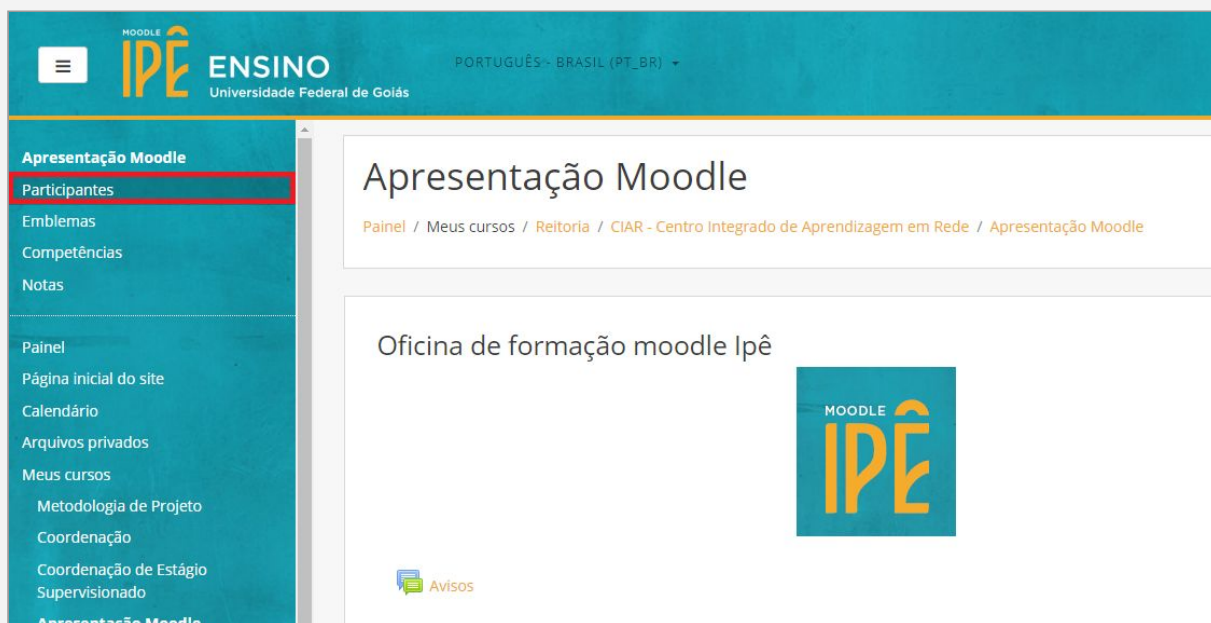 MOODLE
IPÊ
ENSINO
Universidade Federal de Goiás
PORTUGUÊS - BRASIL (PT_BR)
Apresentação Moodle
Participantes
Emblemas
Competências
Notas
Painel
Página inicial do site
Calendário
Arquivos privados
Meus cursos
Metodologia de Projeto
Coordenação
Coordenação de Estágio
Supervisionado
Apresentação Moodle
Apresentação Moodle
Painel / Meus cursos / Reitoria / CIAR - Centro Integrado de Aprendizagem em Rede / Apresentação Moodle
Oficina de formação moodle Ipê
MOODLE
IPÊ
Avisos